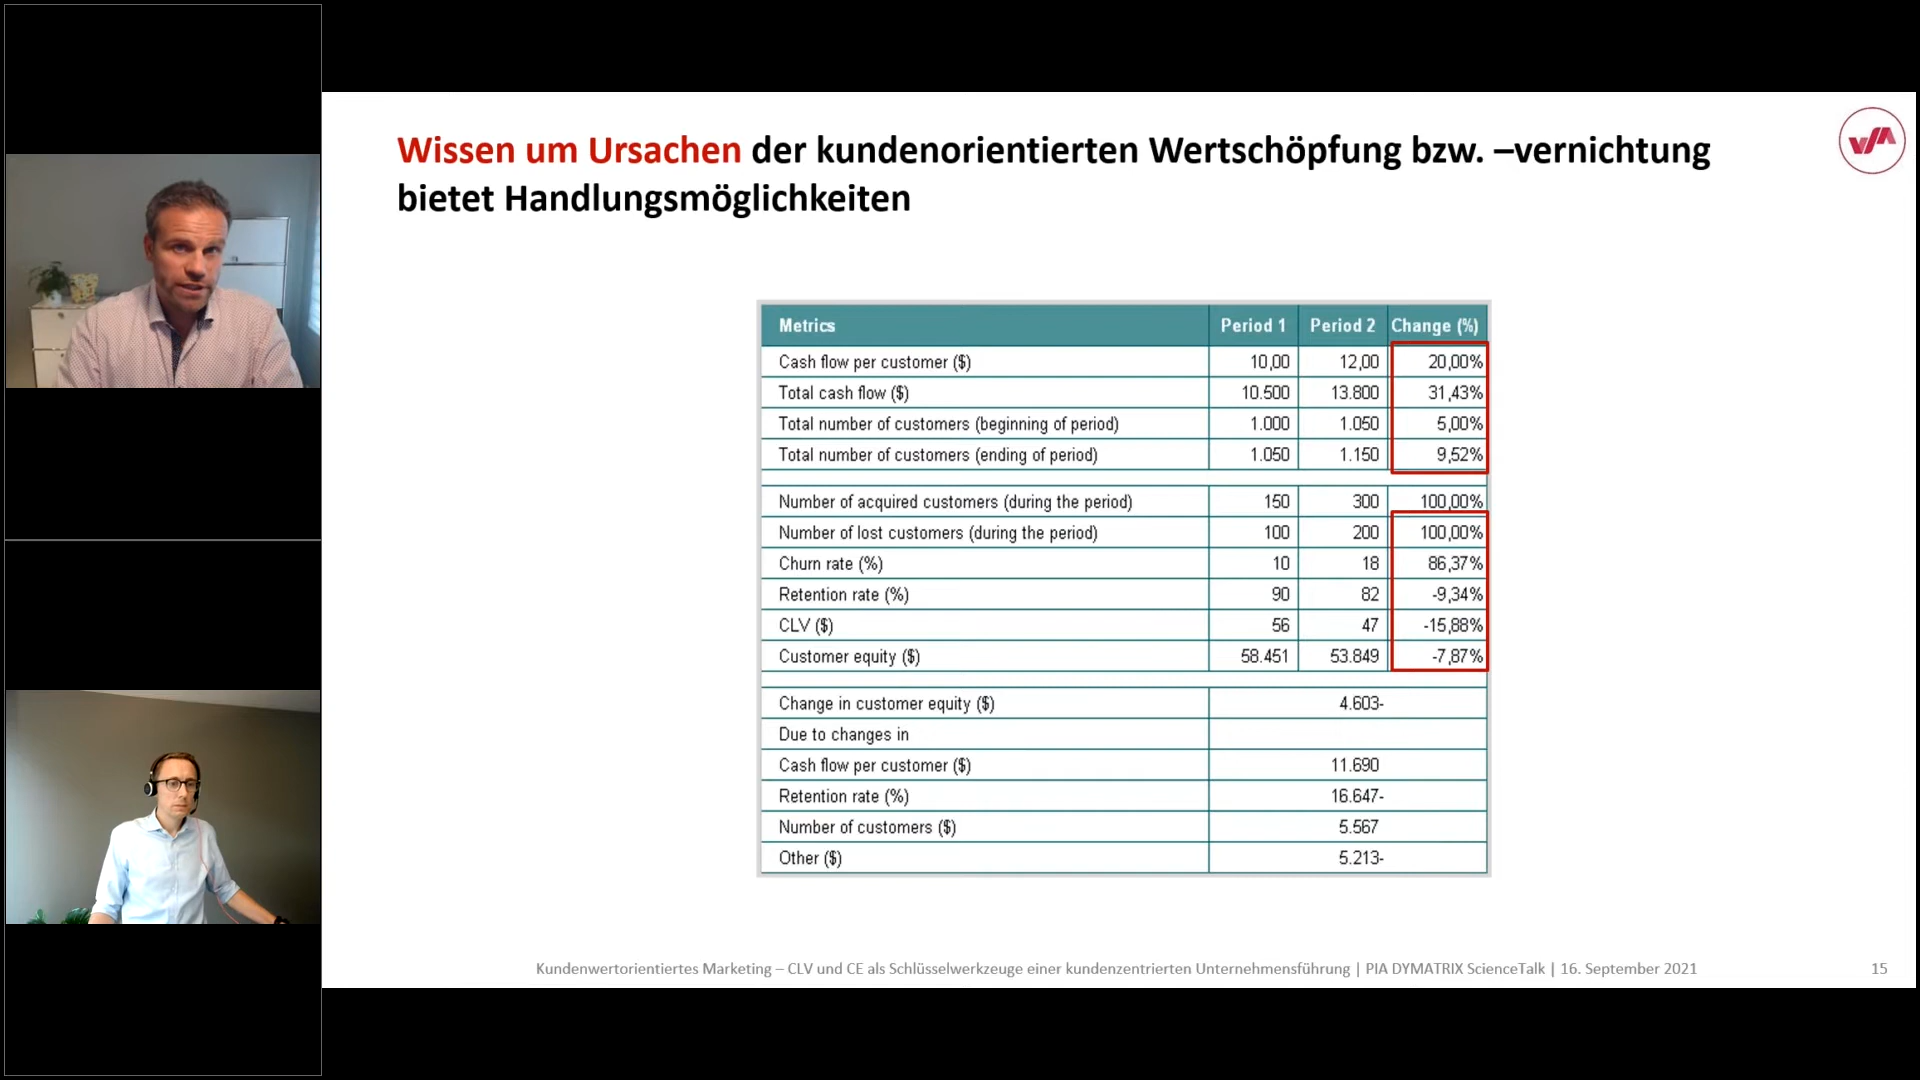 Wissen um Ursachen der kundenorientierten Wertschöpfung bzw. –vernichtung
bietet Handlungsmöglichkeiten
Metrics Period 1 Period 2 Change (%)
Cash flow per customer ($) 10,00 12,00 20,00%
Total cash flow ($) 10.500 13.800 31,43%
Total number of customers (beginning of period) 1.000 1.050 5,00%
Total number of customers (ending of period) 1.050 1.150 9,52%
Number of acquired customers (during the period) 150 300 100,00%
Number of lost customers (during the period) 100 200 100,00%
Churn rate (%) 10 18 86,37%
Retention rate (%) 90 82 -9,34%
CLV ($) 56 47 -15,88%
Customer equity ($) 58.451 53.849 -7,87%
Change in customer equity ($) 4.603-
Due to changes in
Cash flow per customer ($) 11.690
Retention rate (%) 16.647-
Number of customers ($) 5.567
Other ($) 5.213-
Kundenwertorientiertes Marketing – CLV und CE als Schlüsselwerkzeuge einer kundenzentrierten Unternehmensführung | PIA DYMATRIX ScienceTalk | 16. September 2021 15